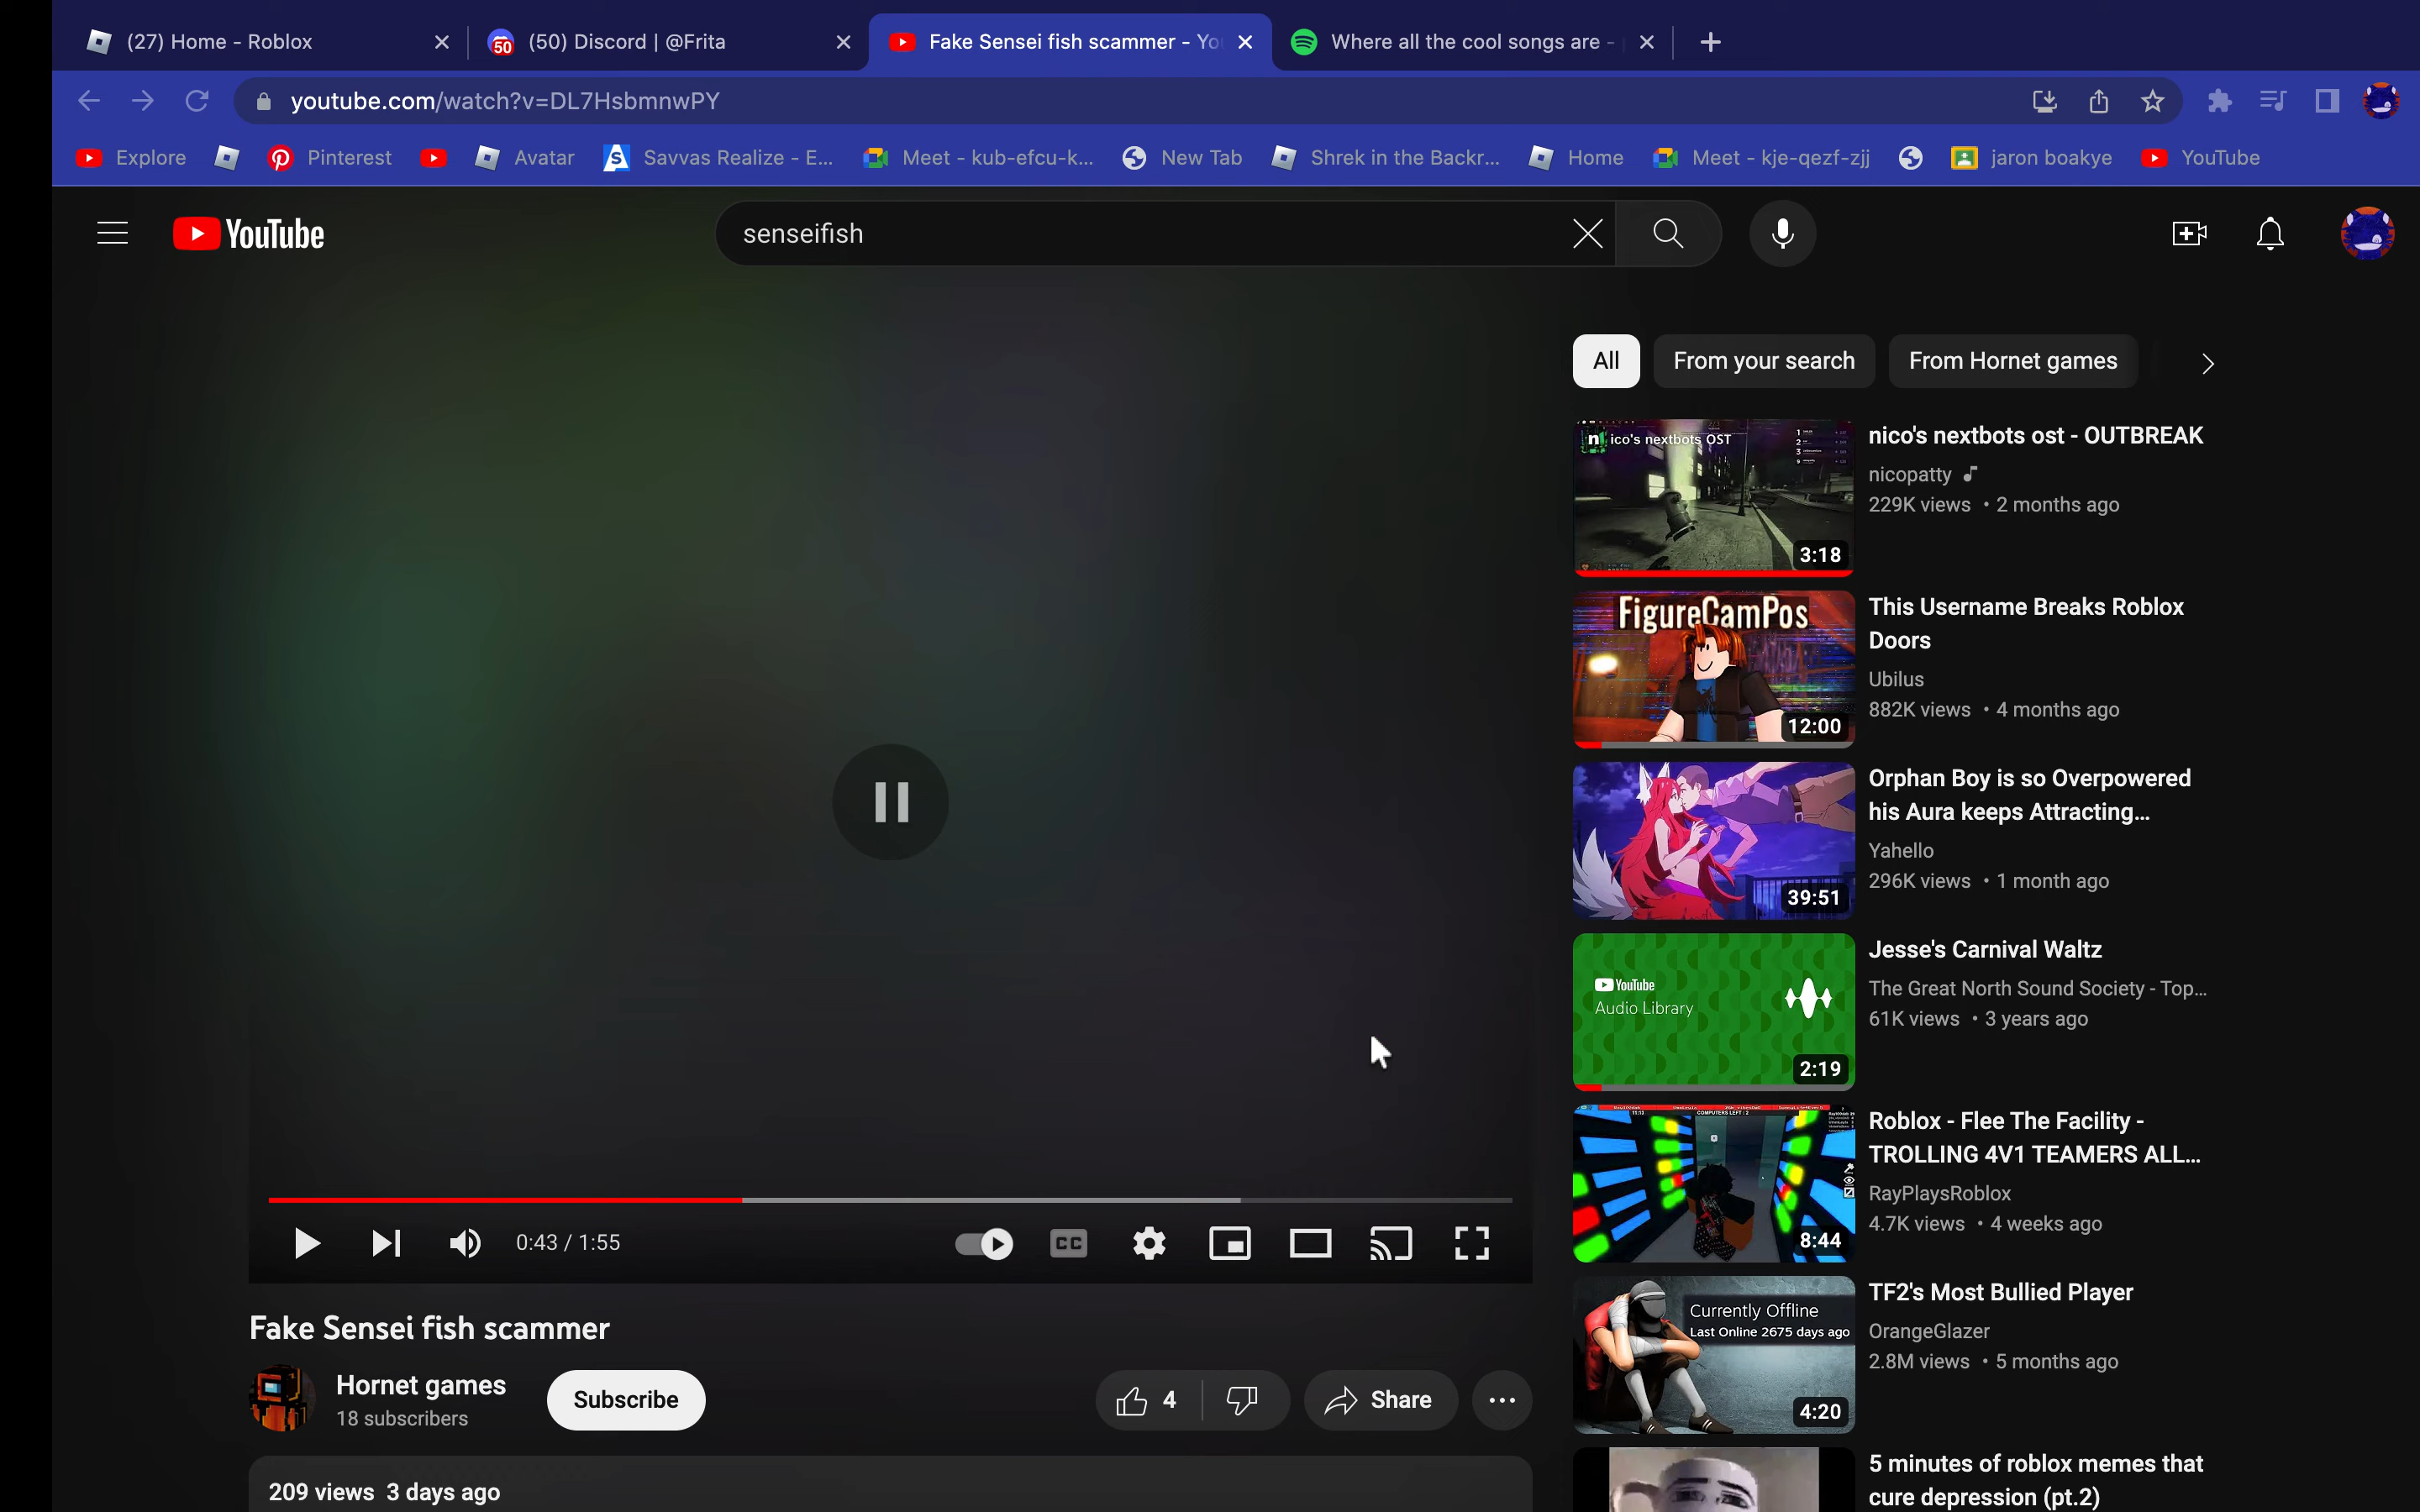 (27) Home - Roblox
50 (50) Discord | @Frita
Fake Sensei fish scammer - Yo
Where all the cool songs are -
youtube.com/watch?v=DL7HsbmnwPY
Explore
Pinterest
Avatar
S Savvas Realize - E...
Meet - kub-efcu-k...
New Tab
Shrek in the Backr...
Home
Meet - kje-qezf-zjj
jaron boakye
YouTube
YouTube
senseifish
All
From your search
From Hornet games
n ico's nextbots OST
3:18
nico's nextbots ost - OUTBREAK
nicopatty
229K views • 2 months ago
FigureCamPos
12:00
This Username Breaks Roblox
Doors
Ubilus
882K views • 4 months ago
39:51
Orphan Boy is so Overpowered
his Aura keeps Attracting...
Yahello
296K views • 1 month ago
YouTube
Audio Library
2:19
Jesse's Carnival Waltz
The Great North Sound Society - Top...
61K views • 3 years ago
COMPUTERS LEFT : 2
8:44
Roblox - Flee The Facility -
TROLLING 4V1 TEAMERS ALL...
RayPlaysRoblox
4.7K views • 4 weeks ago
0:43 / 1:55
CC
Currently Offline
Last Online 2675 days ago
4:20
TF2's Most Bullied Player
OrangeGlazer
2.8M views • 5 months ago
Fake Sensei fish scammer
Hornet games
18 subscribers
Subscribe
4
Share
209 views 3 days ago
5 minutes of roblox memes that
cure depression (pt.2)